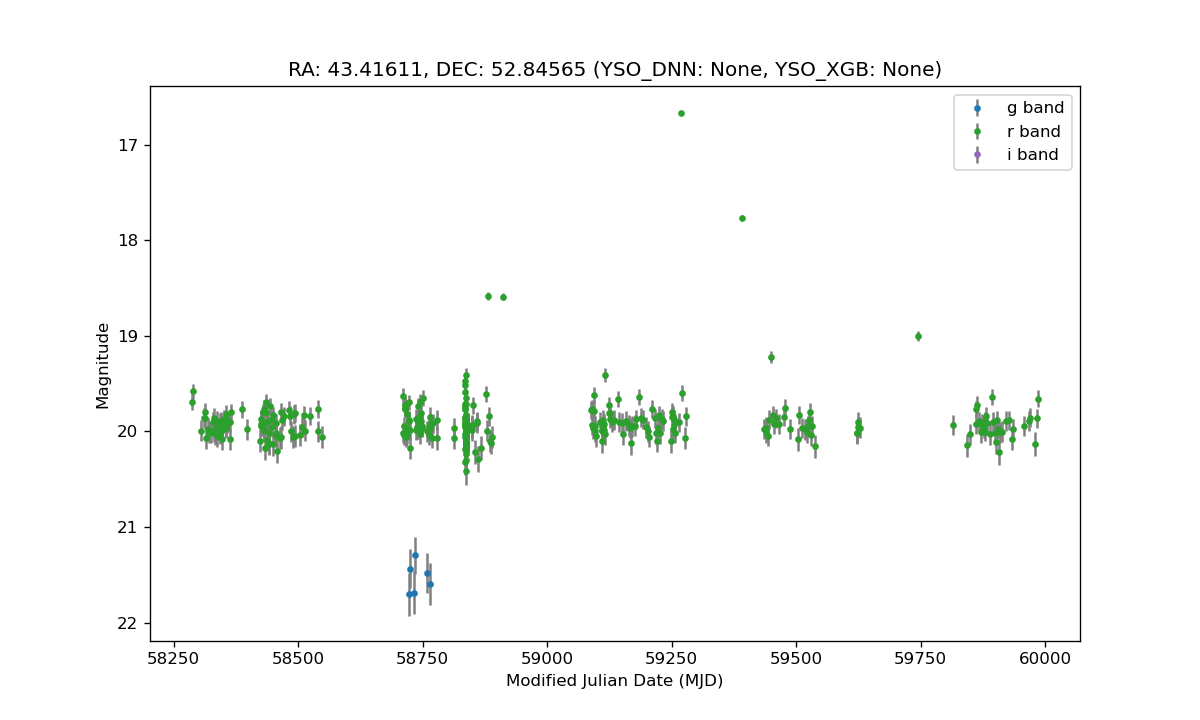 RA: 43.41611, DEC: 52.84565 (YSO_DNN: None, YSO_XGB: None)
g band
r band
i band
17
18
19
20
21
22
Magnitude
58250
58500
58750
59000
59250
59500
59750
60000
Modified Julian Date (MJD)